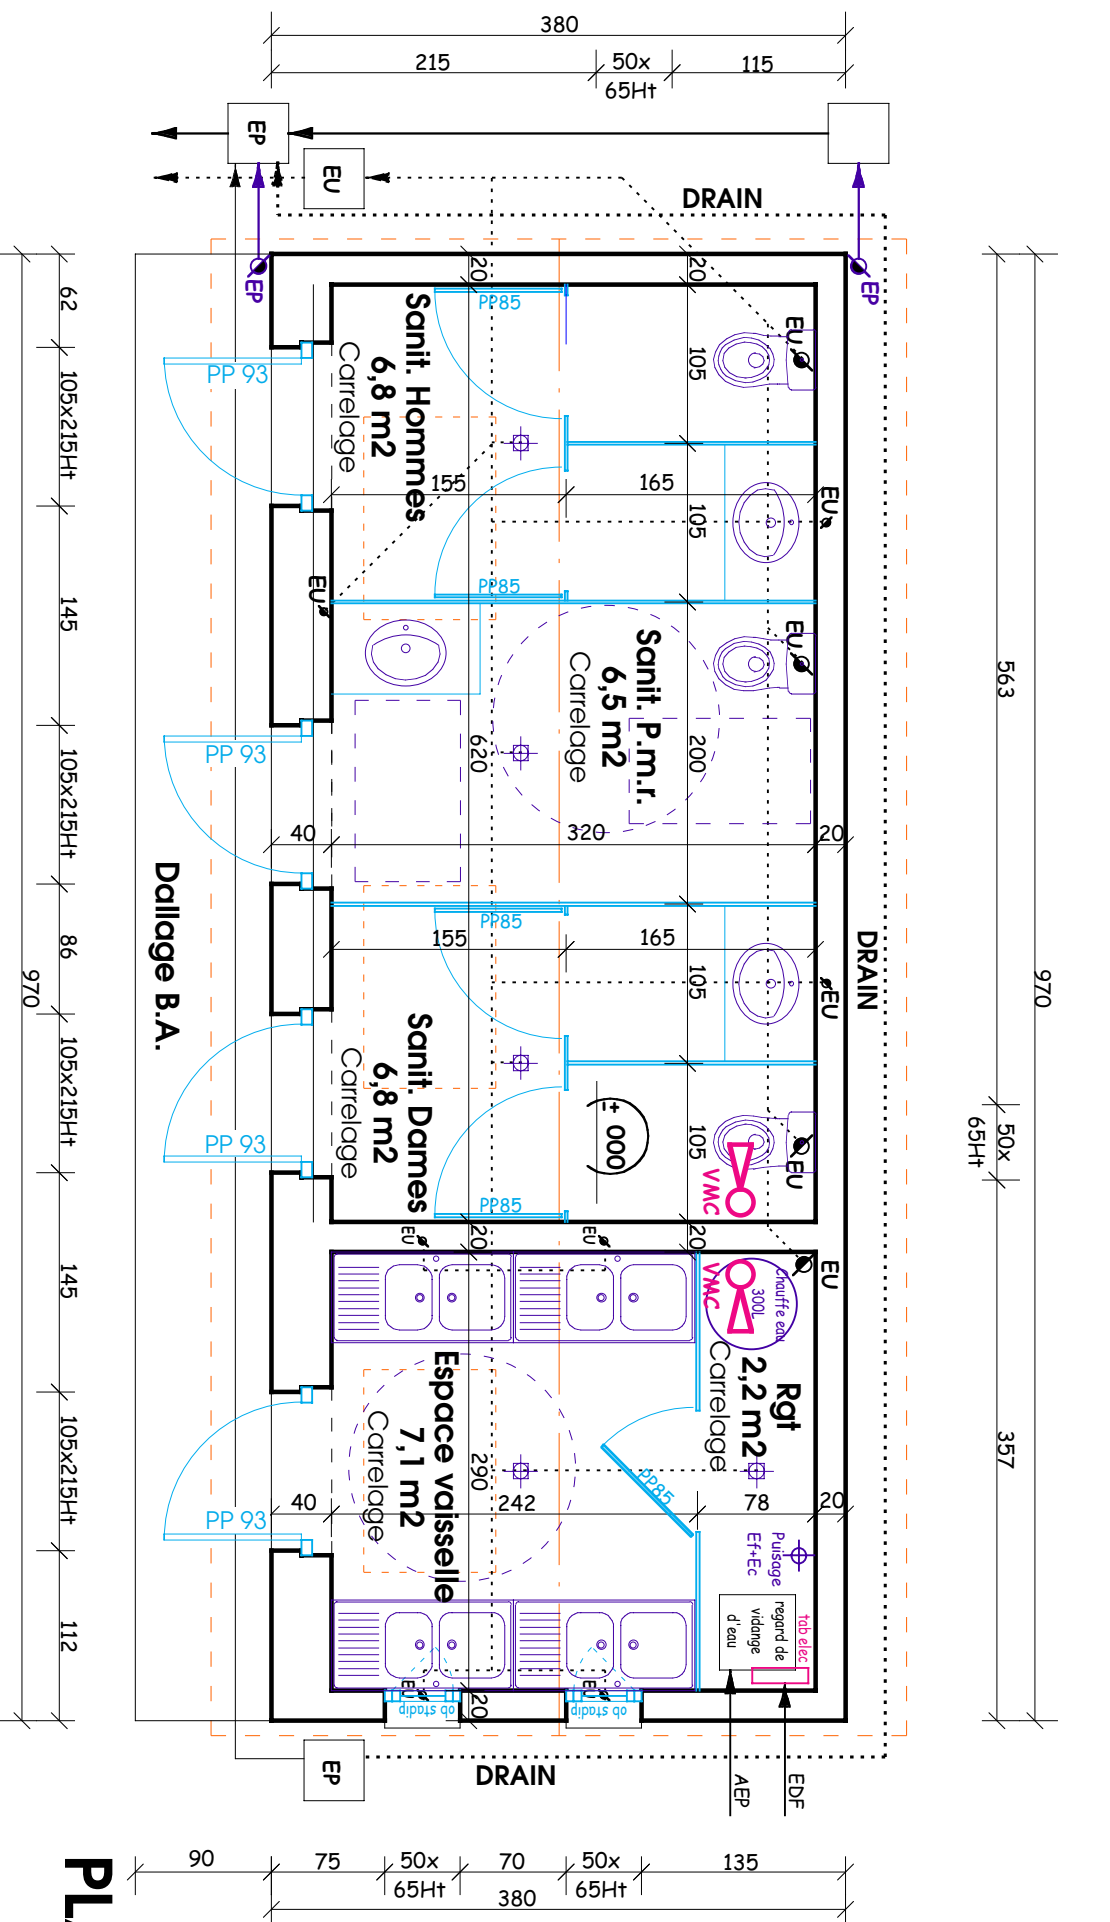 380
215
50x
65Ht
115
EP
EU
DRAIN
EP
EP
62
105x215Ht
145
105x215Ht
86
105x215Ht
145
105x215Ht
112
970
563
50x
65Ht
357
970
20
20
PP85
EU
105
PP 93
Sanit. Hommes
6,8 m2
Carrelage
155
165
EU
105
PP85
EU
EU
Sanit. P.m.r.
6,5 m2
Carrelage
620
200
PP 93
40
320
20
Dallage B.A.
DRAIN
PP85
155
165
105
EU
Sanit. Dames
6,8 m2
Carrelage
± 000
105
EU
VMC
PP 93
PP85
20
20
EU
EU
EU
VMC
Chauffe eau
300L
Rgt
2,2 m2
Carrelage
Espace vaisselle
7,1 m2
Carrelage
290
PP85
PP 93
40
242
78
20
Puisage
Ef+Ec
tab elec
regard de
vidange
d'eau
EU
EU
ob stadip
ob stadip
20
EP
DRAIN
AEP
EDF
90
75
50x
65Ht
70
50x
65Ht
135
380